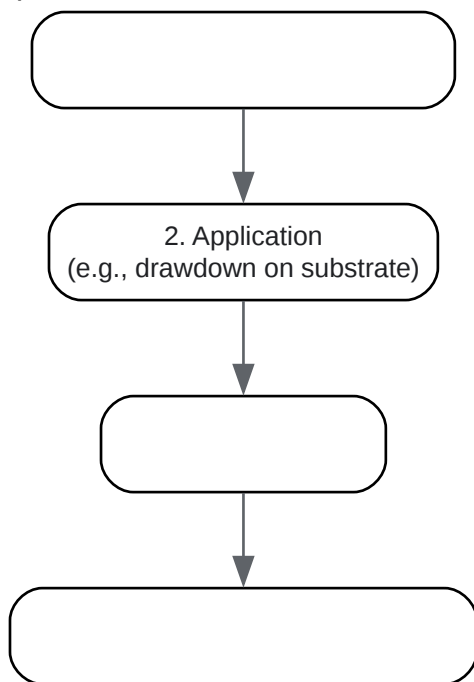 2. Application
(e.g., drawdown on substrate)